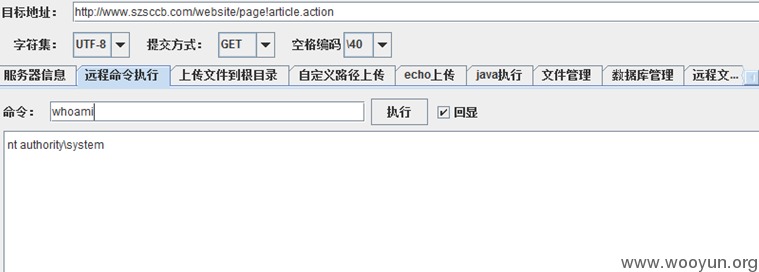 目标地址： http://www.szsccb.com/website/page!article.action
字符集： UTF-8 提交方式： GET 空格编码 \40
服务器信息 远程命令执行 上传文件到根目录 自定义路径上传 echo上传 java执行 文件管理 数据库管理 远程文...
命令： whoami 执行 回显
nt authority\system
www.wooyun.org